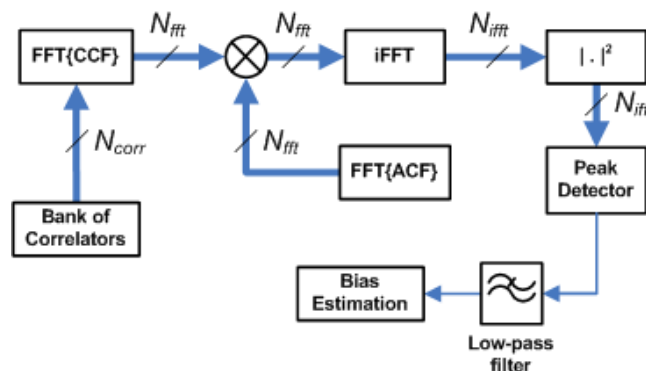 N_fft
N_fft
N_ifft
FFT{CCF}
iFFT
| . |²
N_corr
N_fft
N_ift
FFT{ACF}
Peak
Detector
Bank of
Correlators
Bias
Estimation
Low-pass
filter